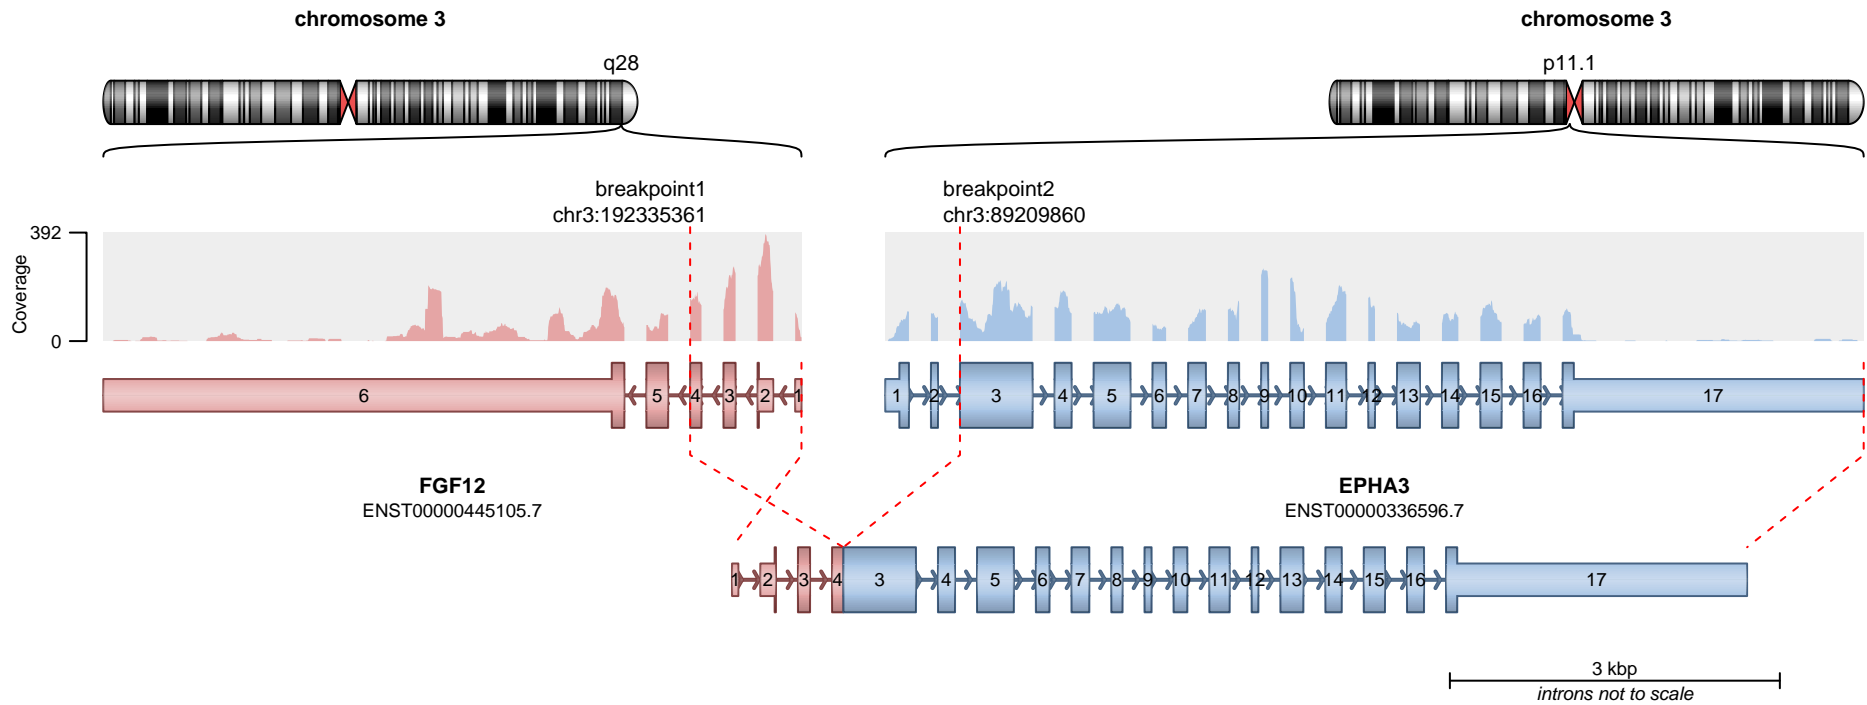 chromosome 3
chromosome 3
q28
p11.1
breakpoint1
chr3:192335361
breakpoint2
chr3:89209860
392
Coverage
0
6 5 4 3 2 1
1 2 3 4 5 6 7 8 9 10 11 12 13 14 15 16 17
FGF12
ENST00000445105.7
EPHA3
ENST00000336596.7
1 2 3 4 3 4 5 6 7 8 9 10 11 12 13 14 15 16 17
3 kbp
introns not to scale